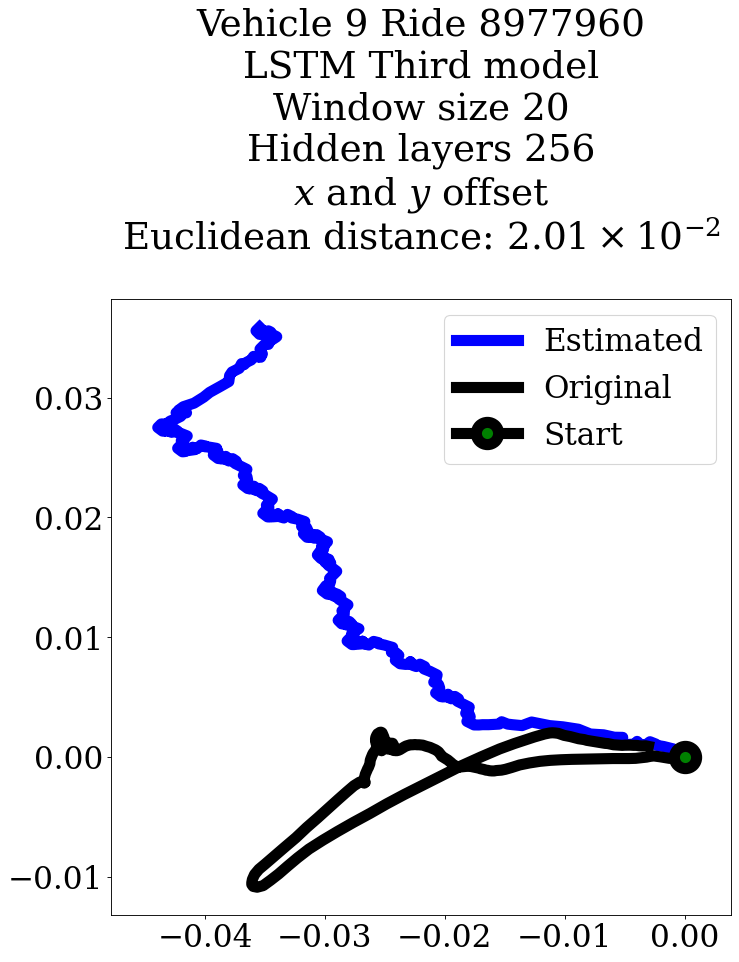 Vehicle 9 Ride 8977960
LSTM Third model
Window size 20
Hidden layers 256
x and y offset
Euclidean distance: 2.01 × 10⁻²
Estimated
Original
Start
0.03
0.02
0.01
0.00
−0.01
−0.04 −0.03 −0.02 −0.01 0.00